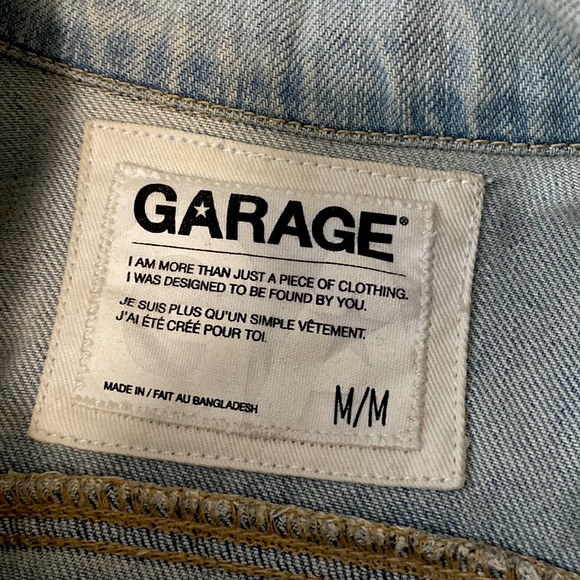 GARAGE®
I AM MORE THAN JUST A PIECE OF CLOTHING.
I WAS DESIGNED TO BE FOUND BY YOU.
JE SUIS PLUS QU'UN SIMPLE VÊTEMENT.
J'AI ÉTÉ CRÉÉ POUR TOI.
MADE IN / FAIT AU BANGLADESH
M/M